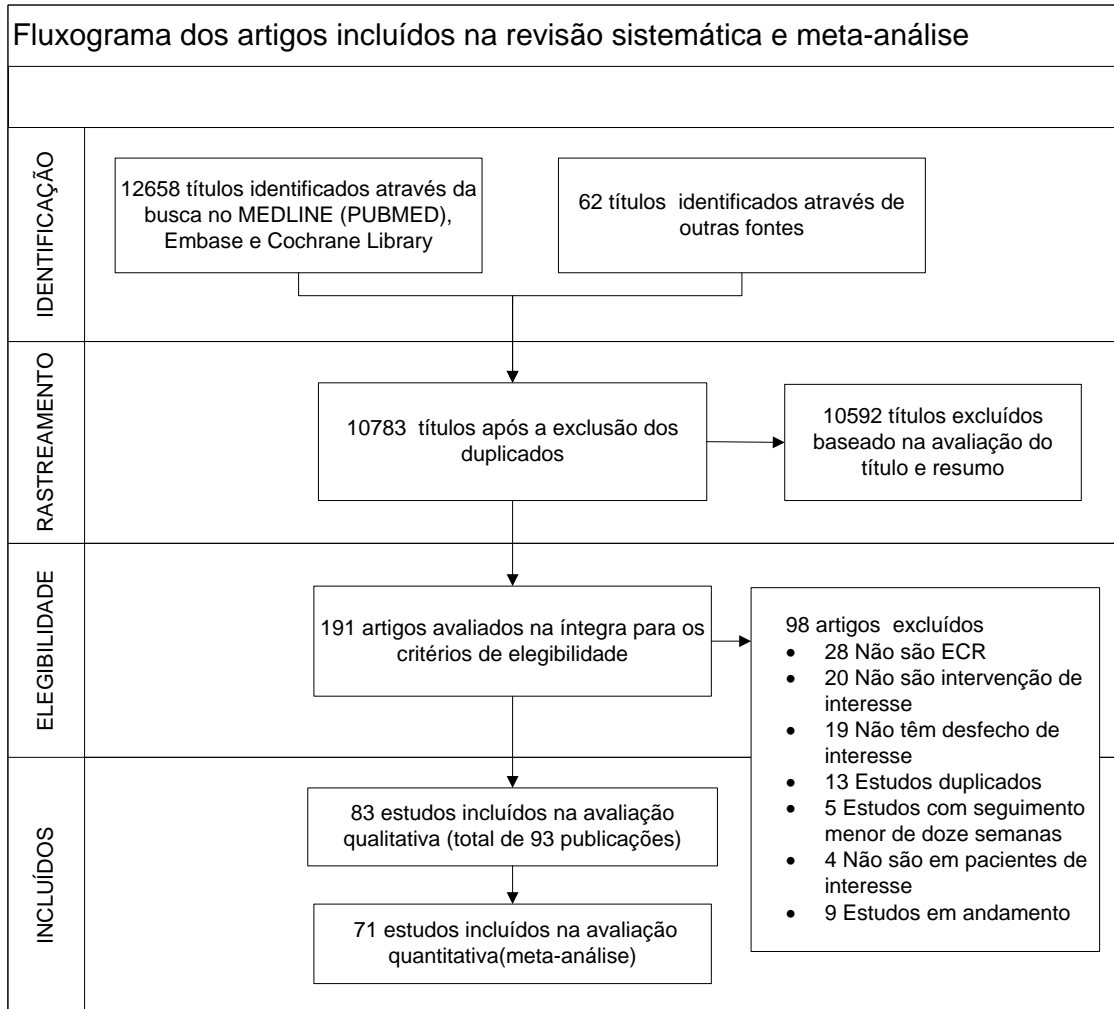 Fluxograma dos artigos incluídos na revisão sistemática e meta-análise
IDENTIFICAÇÃO
12658 títulos identificados através da
busca no MEDLINE (PUBMED),
Embase e Cochrane Library
62 títulos identificados através de
outras fontes
RASTREAMENTO
10783 títulos após a exclusão dos
duplicados
10592 títulos excluídos
baseado na avaliação do
título e resumo
ELEGIBILIDADE
191 artigos avaliados na íntegra para os
critérios de elegibilidade
98 artigos excluídos
• 28 Não são ECR
• 20 Não são intervenção de
interesse
• 19 Não têm desfecho de
interesse
• 13 Estudos duplicados
• 5 Estudos com seguimento
menor de doze semanas
• 4 Não são em pacientes de
interesse
• 9 Estudos em andamento
INCLUÍDOS
83 estudos incluídos na avaliação
qualitativa (total de 93 publicações)
71 estudos incluídos na avaliação
quantitativa(meta-análise)